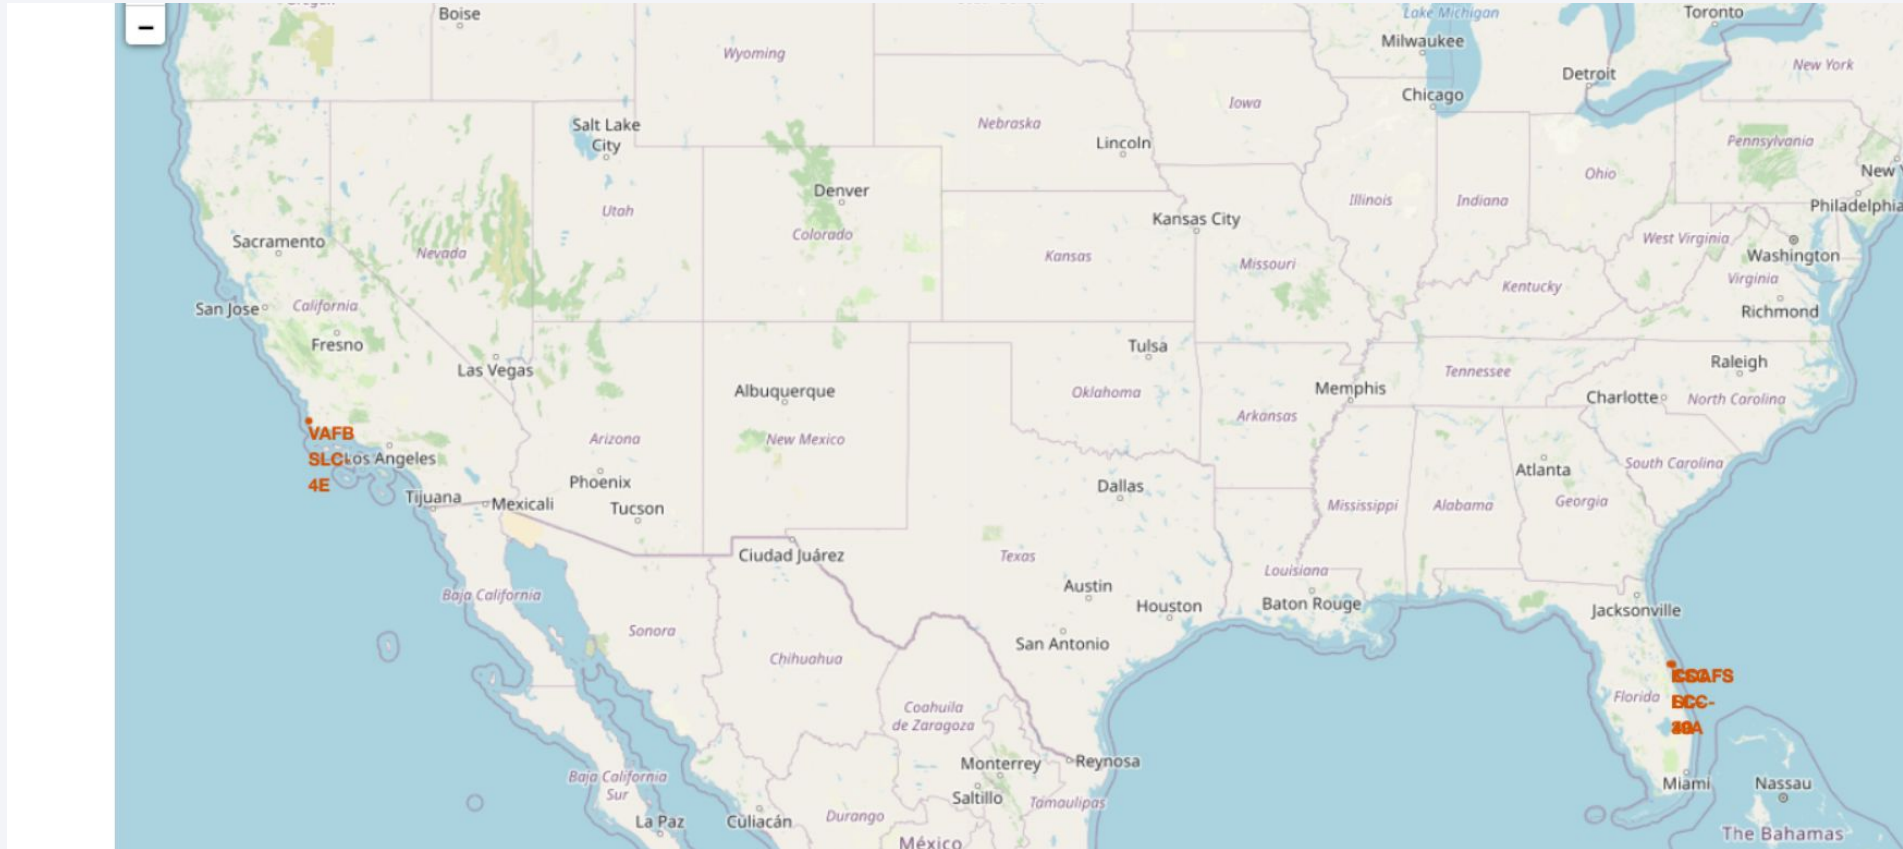 Boise
Toronto
Lake Michigan
Milwaukee
Wyoming
New York
Detroit
Chicago
Iowa
Nebraska
Salt Lake
City
Lincoln
Pennsylvania
Ohio
New
Denver
Utah
Illinois
Indiana
Philadelphia
Kansas City
Colorado
Sacramento
West Virginia
Nevada
Kansas
Missouri
Washington
Virginia
Kentucky
San Jose
California
Richmond
Fresno
Tulsa
Las Vegas
Raleigh
Tennessee
Albuquerque
Oklahoma
Memphis
Charlotte
North Carolina
Arkansas
VAFB
SLC-
4E
Arizona
New Mexico
Los Angeles
South Carolina
Atlanta
Phoenix
Dallas
Tijuana
Mexicali
Tucson
Mississippi
Alabama
Georgia
Ciudad Juárez
Texas
Louisiana
Austin
Baja California
Houston
Baton Rouge
Jacksonville
Sonora
San Antonio
Chihuahua
Florida
Coahuila
de Zaragoza
Monterrey
Reynosa
Baja California
Sur
Miami
Nassau
Saltillo
Tamaulipas
La Paz
Culiacán
Durango
The Bahamas
México